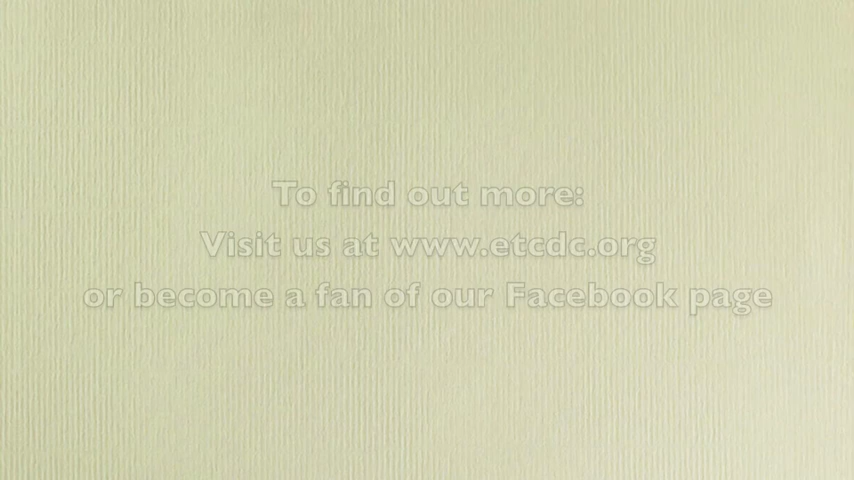 To find out more:
Visit us at www.etcdc.org
or become a fan of our Facebook page